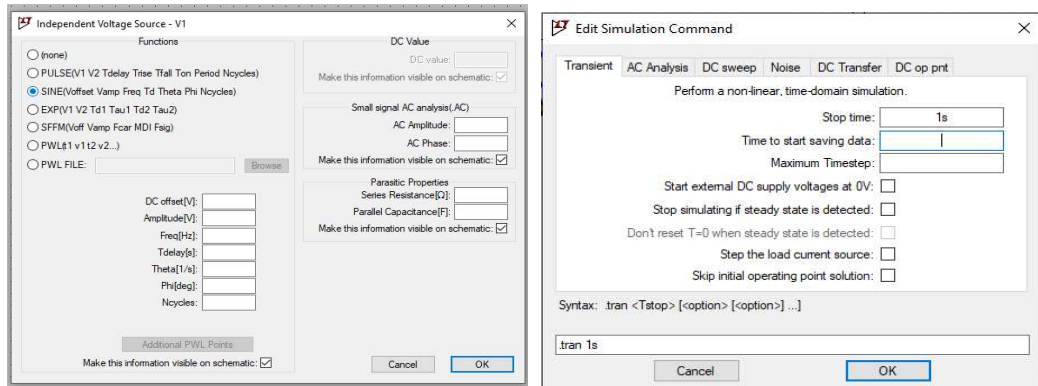 Independent Voltage Source - V1
Functions
(none)
PULSE(V1 V2 Tdelay Trise Tfall Ton Period Ncycles)
SINE(Voffset Vamp Freq Td Theta Phi Ncycles)
EXP(V1 V2 Td1 Tau1 Td2 Tau2)
SFFM(Voff Vamp Fcar MDI Fsig)
PWL(t1 v1 t2 v2...)
PWL FILE:
Browse
DC offset[V]:
Amplitude[V]:
Freq[Hz]:
Tdelay[s]:
Theta[1/s]:
Phi[deg]:
Ncycles:
Additional PWL Points
Make this information visible on schematic:
DC Value
DC value:
Make this information visible on schematic:
Small signal AC analysis(.AC)
AC Amplitude:
AC Phase:
Make this information visible on schematic:
Parasitic Properties
Series Resistance[Ω]:
Parallel Capacitance[F]:
Make this information visible on schematic:
Cancel
OK
Edit Simulation Command
Transient AC Analysis DC sweep Noise DC Transfer DC op pnt
Perform a non-linear, time-domain simulation.
Stop time: 1s
Time to start saving data:
Maximum Timestep:
Start external DC supply voltages at 0V:
Stop simulating if steady state is detected:
Don't reset T=0 when steady state is detected:
Step the load current source:
Skip initial operating point solution:
Syntax: .tran <Tstop> [<option> [<option>] ...]
.tran 1s
Cancel
OK